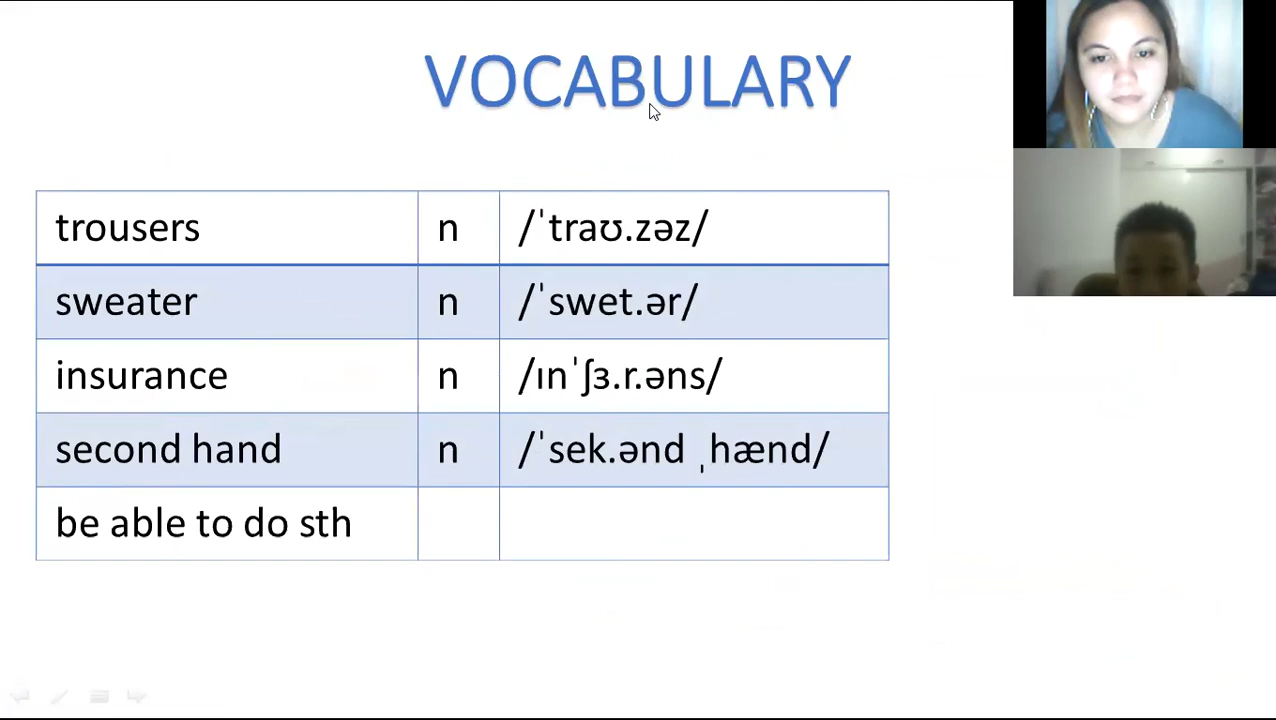 VOCABULARY
trousers n /ˈtraʊ.zəz/
sweater n /ˈswet.ər/
insurance n /ɪnˈʃɜ.r.əns/
second hand n /ˈsek.ənd ˌhænd/
be able to do sth